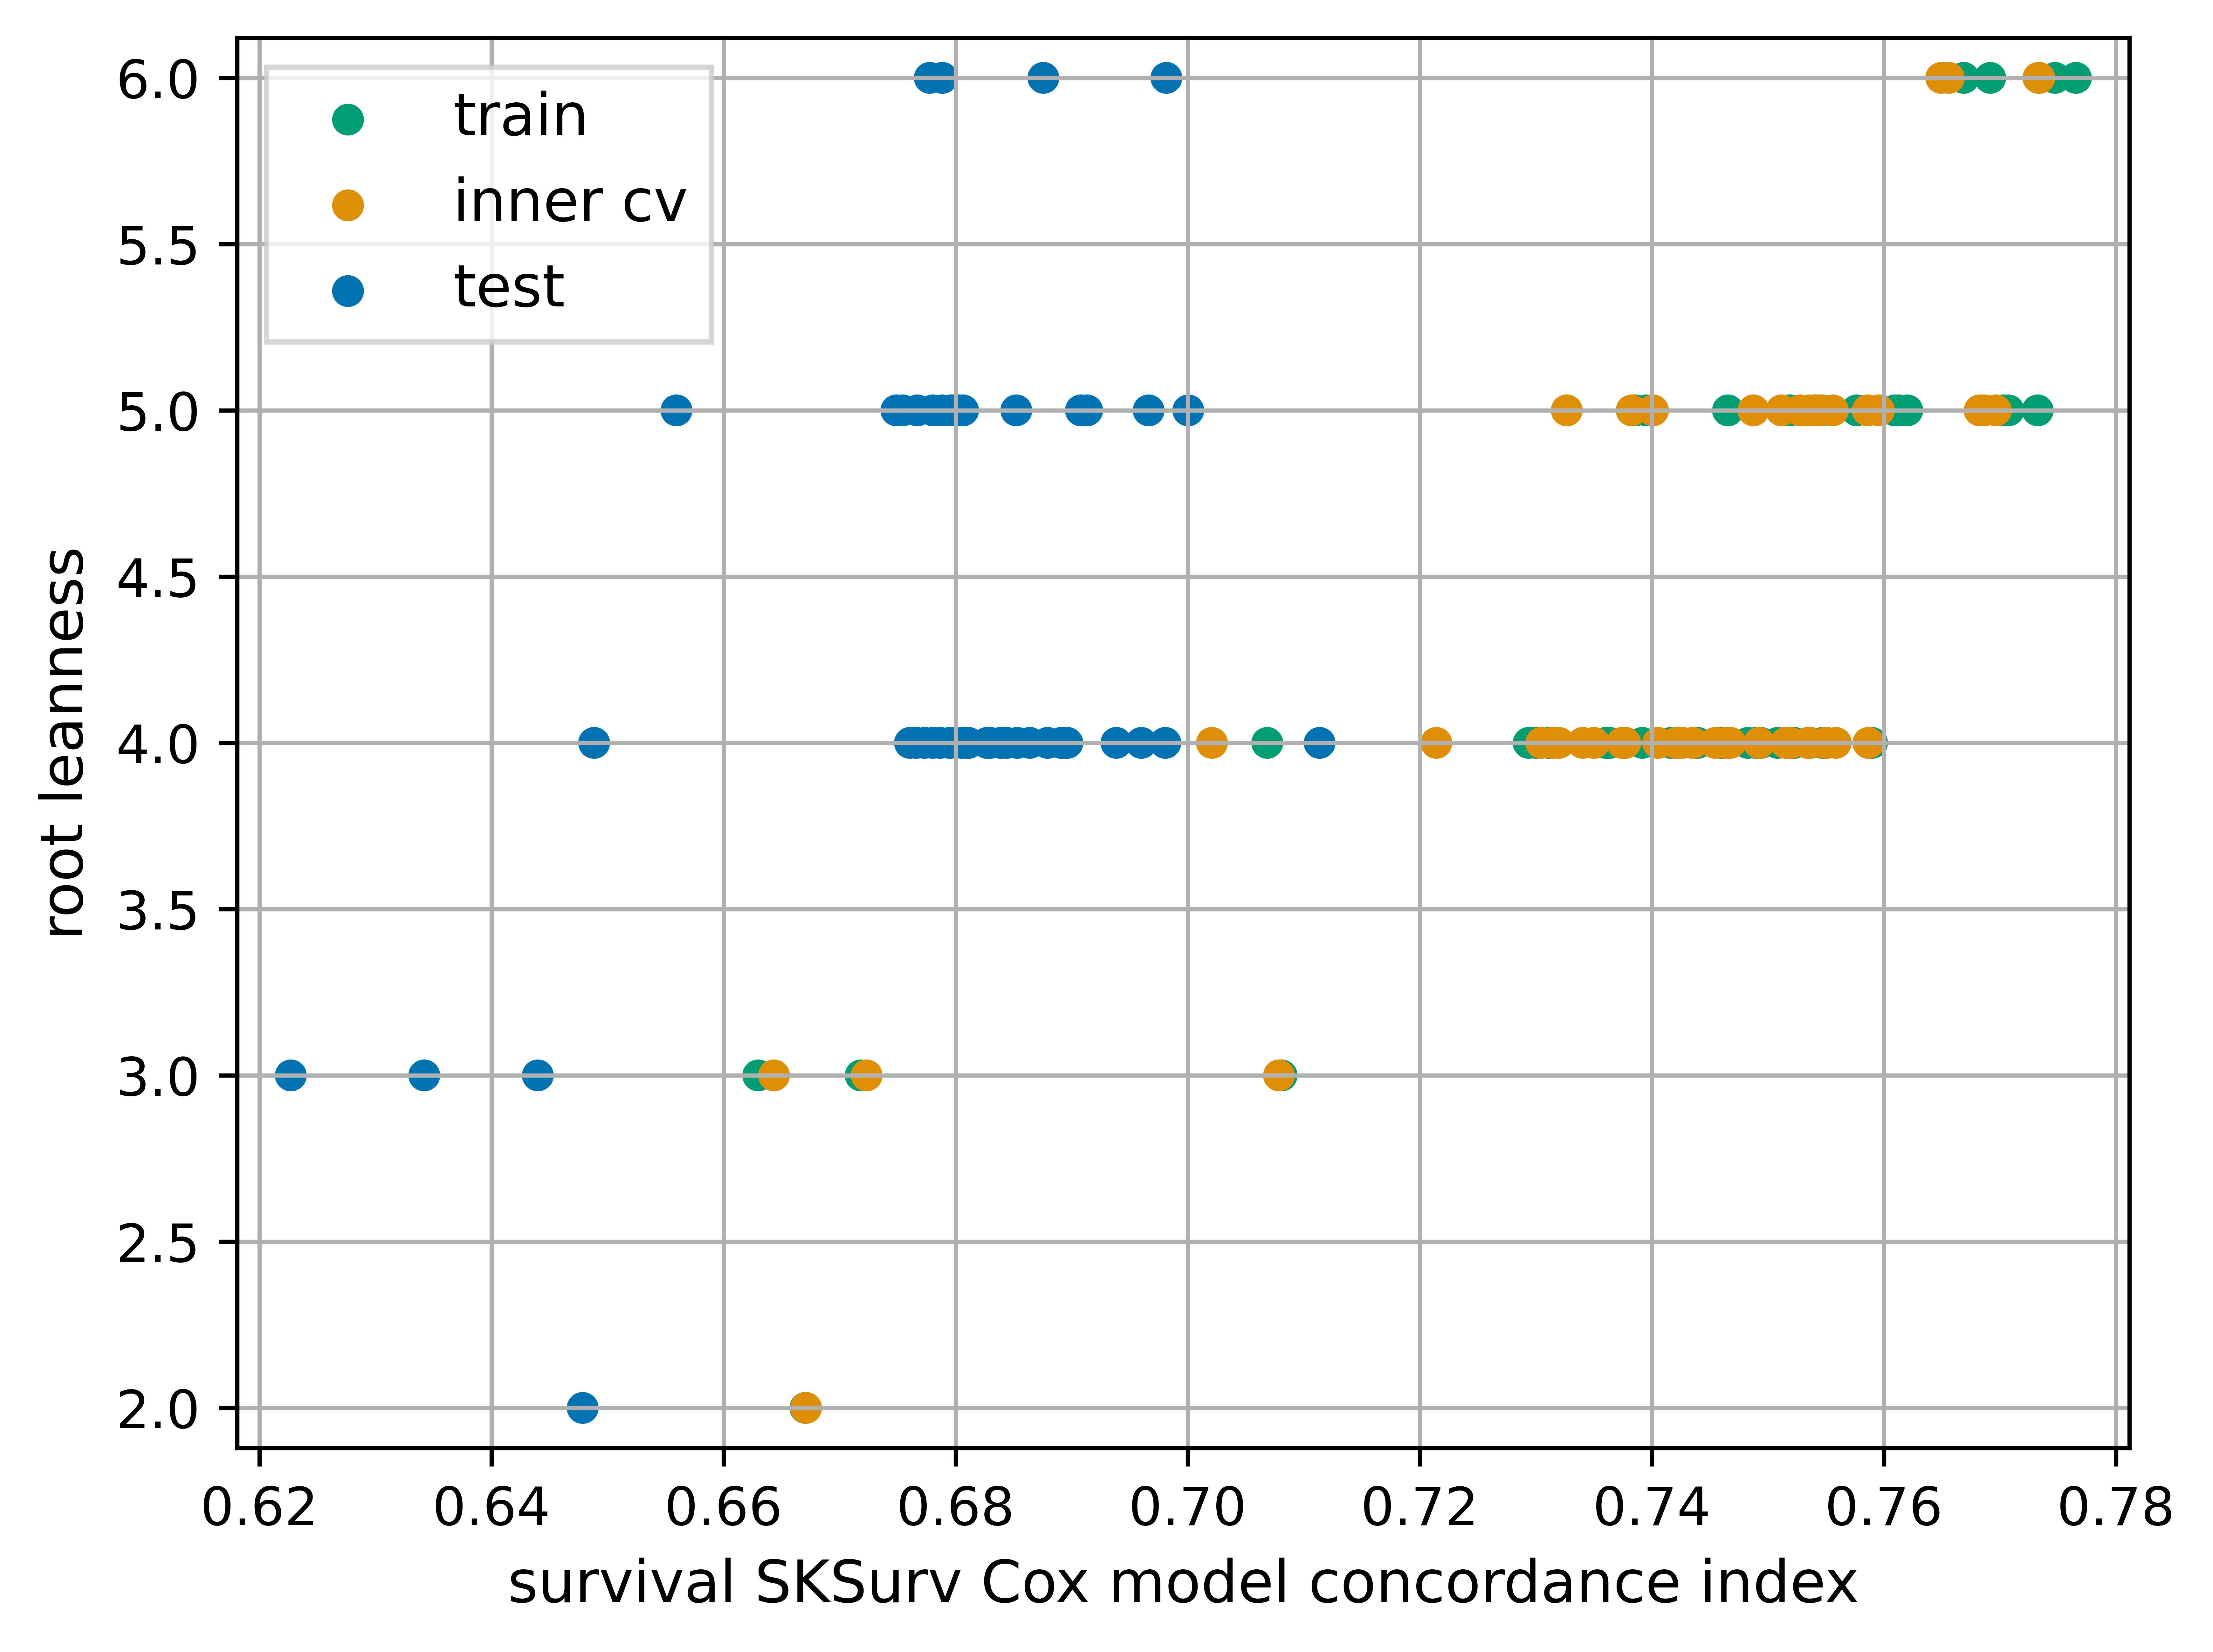 train
inner cv
test
6.0
5.5
5.0
4.5
4.0
3.5
3.0
2.5
2.0
root leanness
0.62 0.64 0.66 0.68 0.70 0.72 0.74 0.76 0.78
survival SKSurv Cox model concordance index